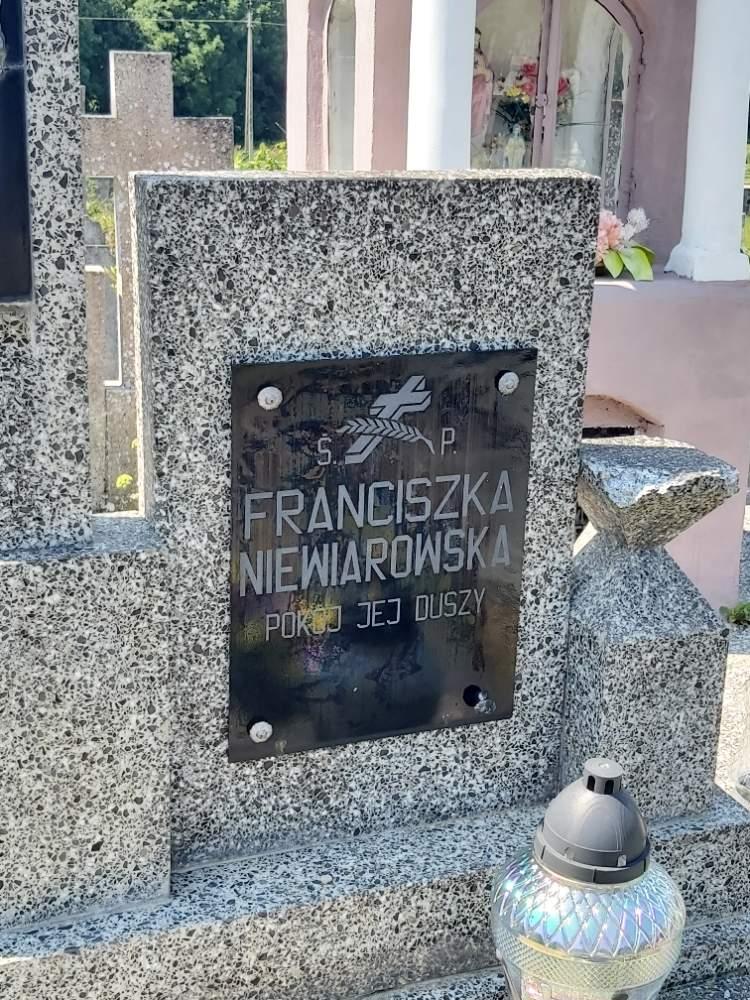 S. P.
FRANCISZKA
NIEWIAROWSKA
POKÓJ JEJ DUSZY